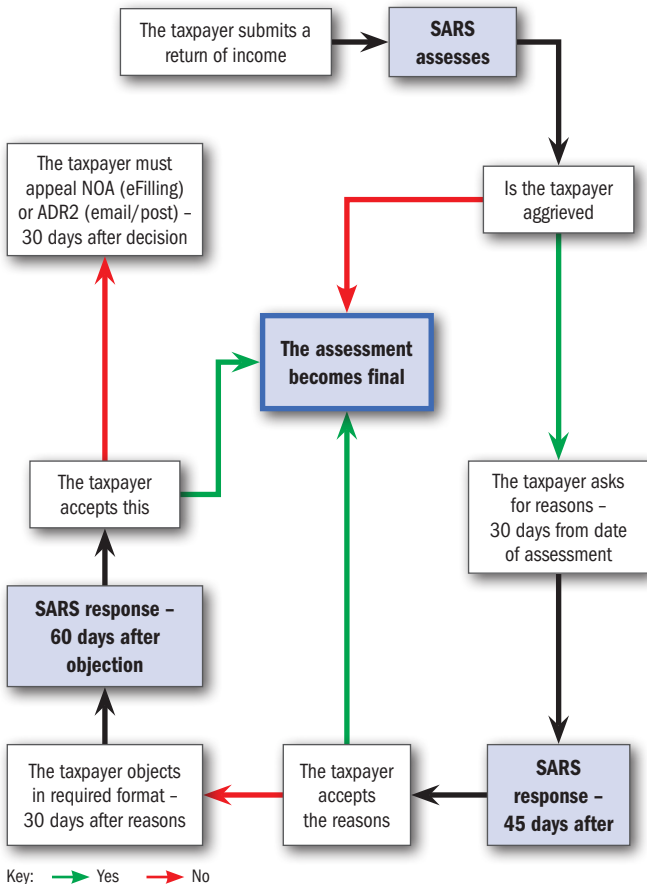 The taxpayer submits a
return of income
SARS
assesses
Is the taxpayer
aggrieved
The taxpayer must
appeal NOA (eFilling)
or ADR2 (email/post) –
30 days after decision
The assessment
becomes final
The taxpayer
accepts this
The taxpayer asks
for reasons –
30 days from date
of assessment
SARS response –
60 days after
objection
The taxpayer objects
in required format –
30 days after reasons
The taxpayer
accepts
the reasons
SARS
response –
45 days after
Key: Yes No